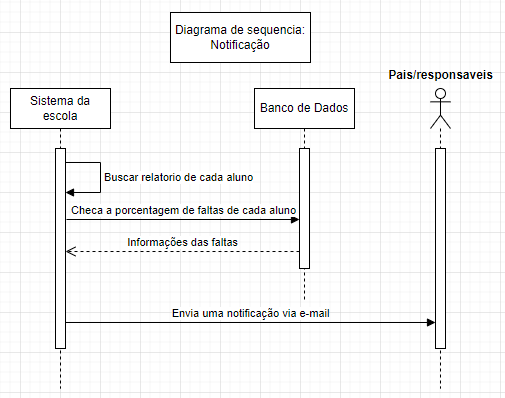 Diagrama de sequencia:
Notificação
Pais/responsaveis
Sistema da
escola
Banco de Dados
Buscar relatorio de cada aluno
Checa a porcentagem de faltas de cada aluno
Informações das faltas
Envia uma notificação via e-mail